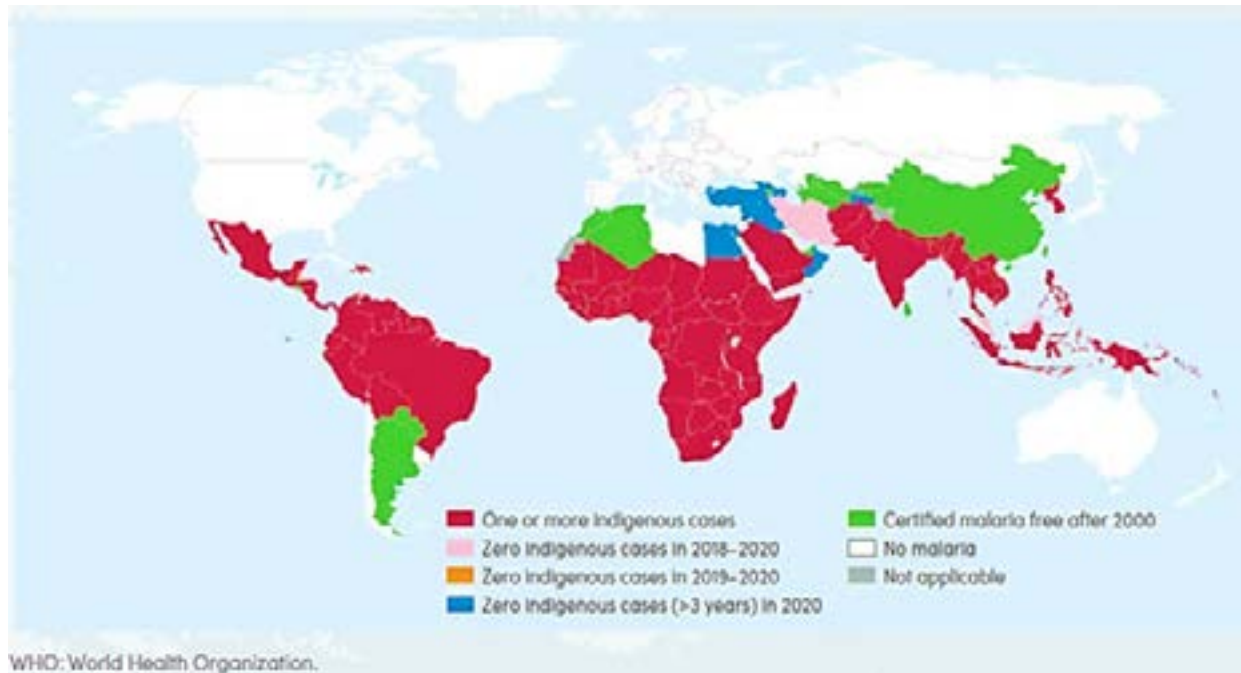 One or more indigenous cases
Zero indigenous cases in 2018–2020
Zero indigenous cases in 2019–2020
Zero indigenous cases (>3 years) in 2020
Certified malaria free after 2000
No malaria
Not applicable
WHO: World Health Organization.